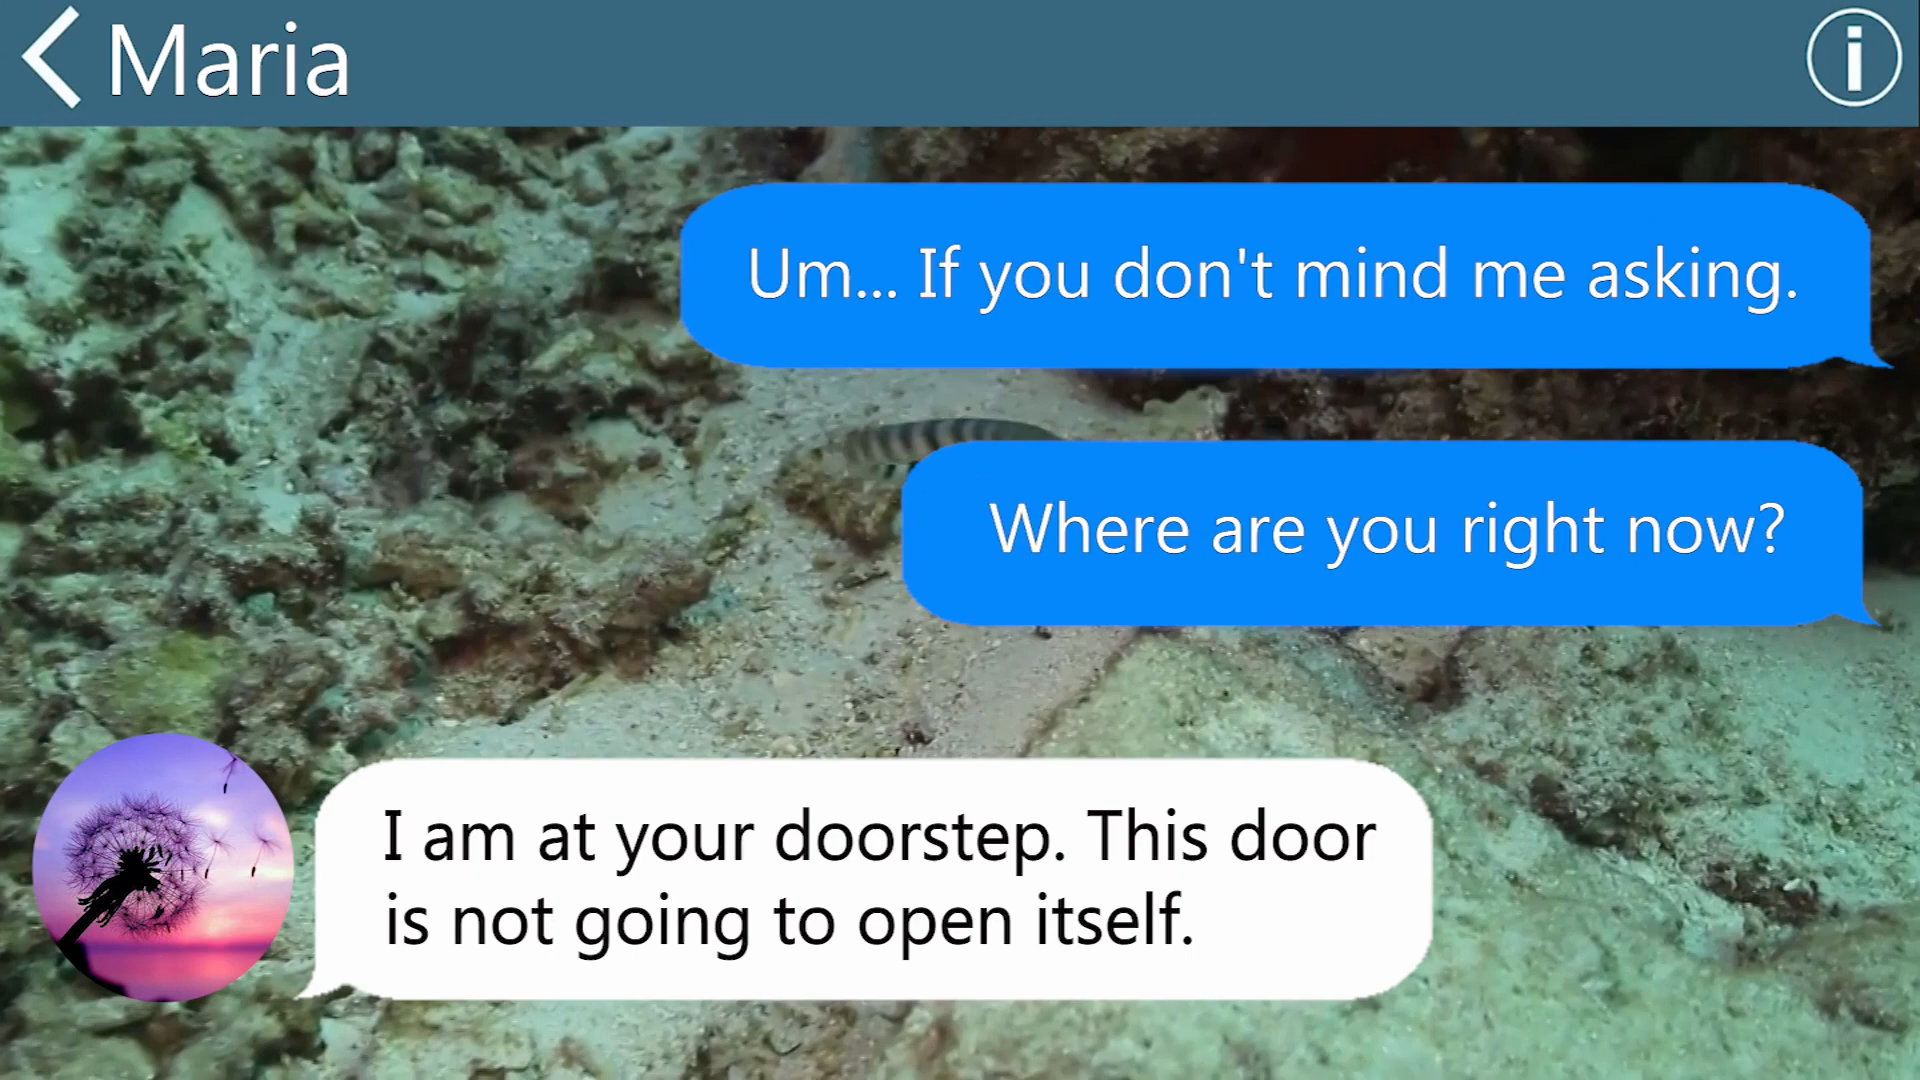 Maria
Um... If you don't mind me asking.
Where are you right now?
I am at your doorstep. This door
is not going to open itself.